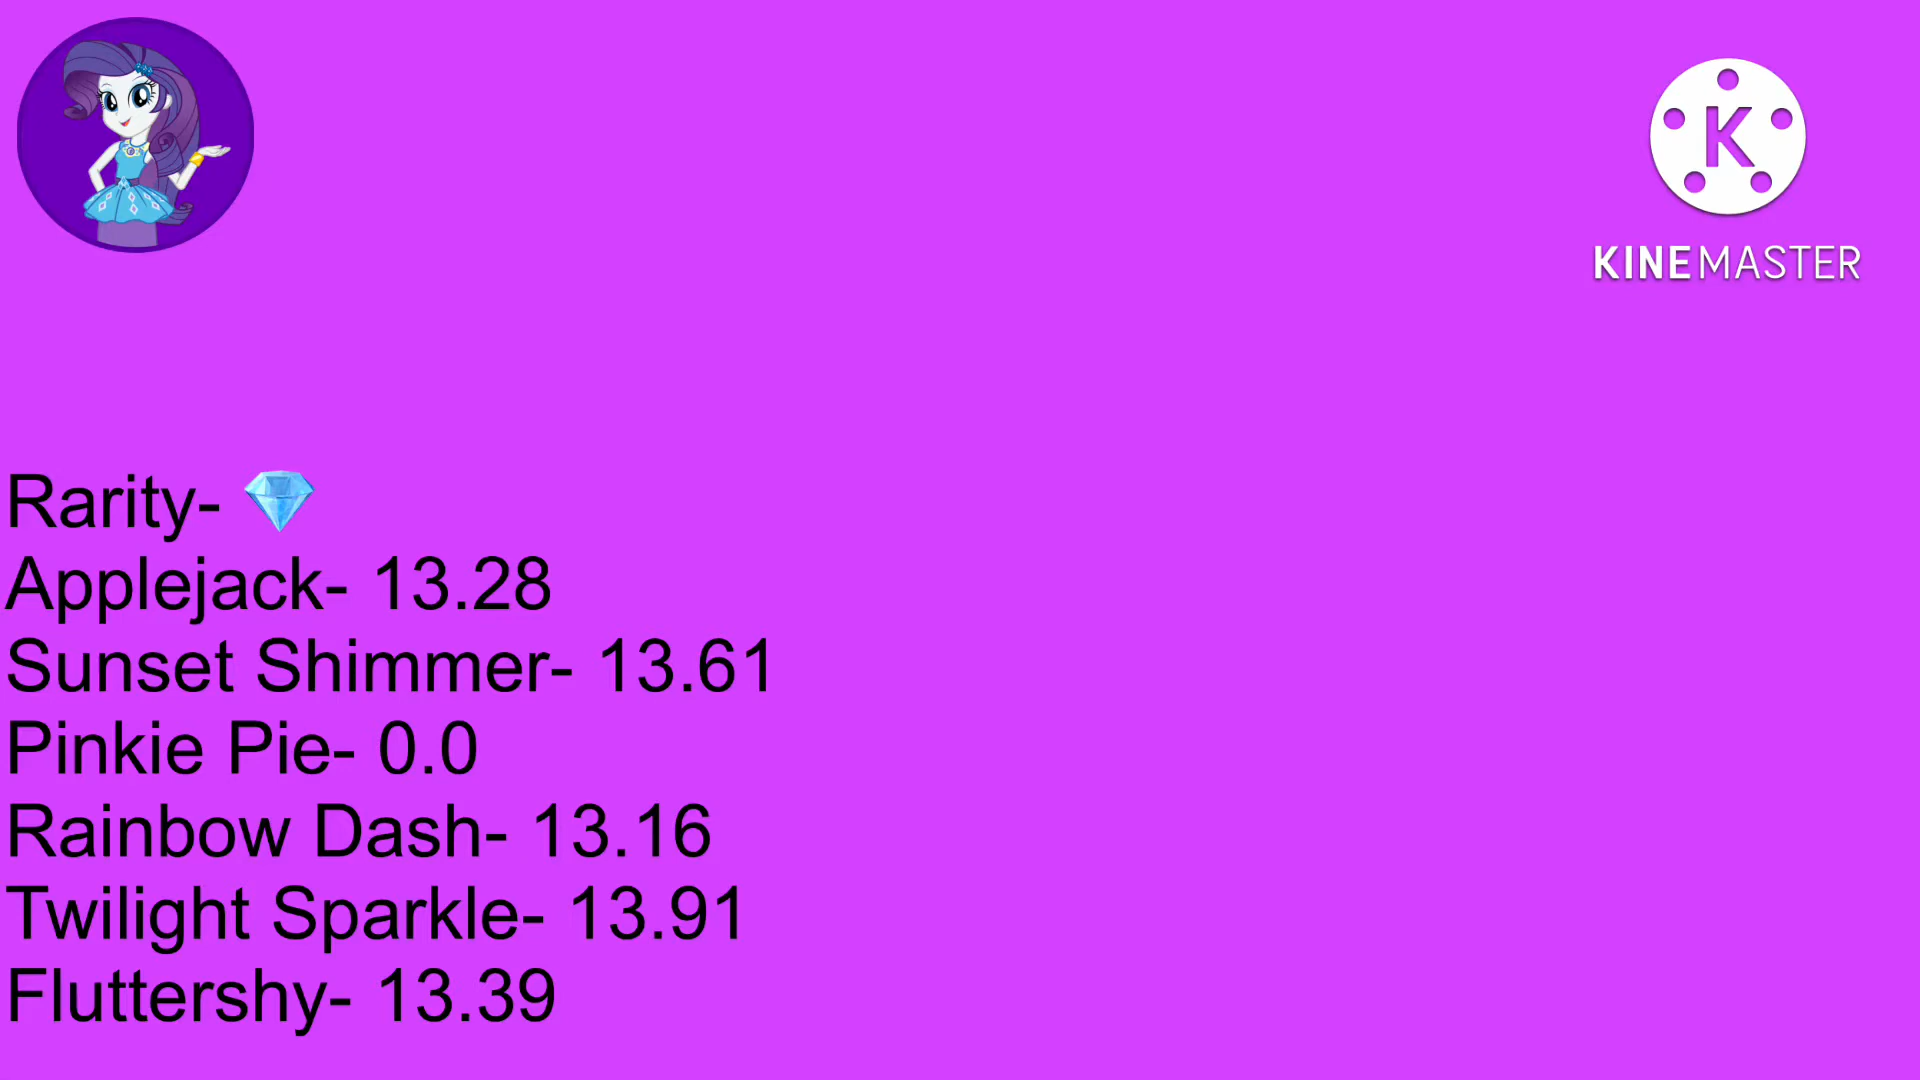 K
KINEMASTER
Rarity- 💎
Applejack- 13.28
Sunset Shimmer- 13.61
Pinkie Pie- 0.0
Rainbow Dash- 13.16
Twilight Sparkle- 13.91
Fluttershy- 13.39